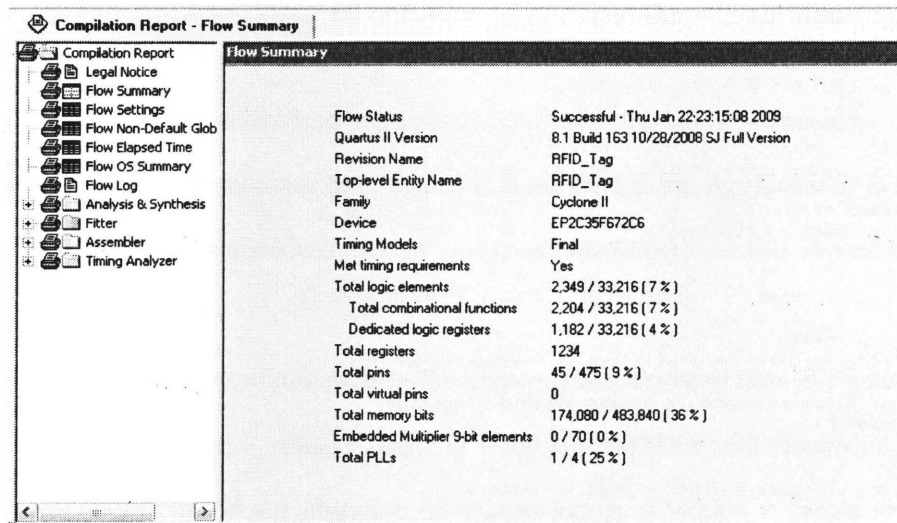 Compilation Report - Flow Summary
Compilation Report
Legal Notice
Flow Summary
Flow Settings
Flow Non-Default Glob
Flow Elapsed Time
Flow OS Summary
Flow Log
Analysis & Synthesis
Fitter
Assembler
Timing Analyzer
Flow Summary
Flow Status Successful - Thu Jan 22 23:15:08 2009
Quartus II Version 8.1 Build 163 10/28/2008 SJ Full Version
Revision Name RFID_Tag
Top-level Entity Name RFID_Tag
Family Cyclone II
Device EP2C35F672C6
Timing Models Final
Met timing requirements Yes
Total logic elements 2,349 / 33,216 ( 7 % )
Total combinational functions 2,204 / 33,216 ( 7 % )
Dedicated logic registers 1,182 / 33,216 ( 4 % )
Total registers 1234
Total pins 45 / 475 ( 9 % )
Total virtual pins 0
Total memory bits 174,080 / 483,840 ( 36 % )
Embedded Multiplier 9-bit elements 0 / 70 ( 0 % )
Total PLLs 1 / 4 ( 25 % )